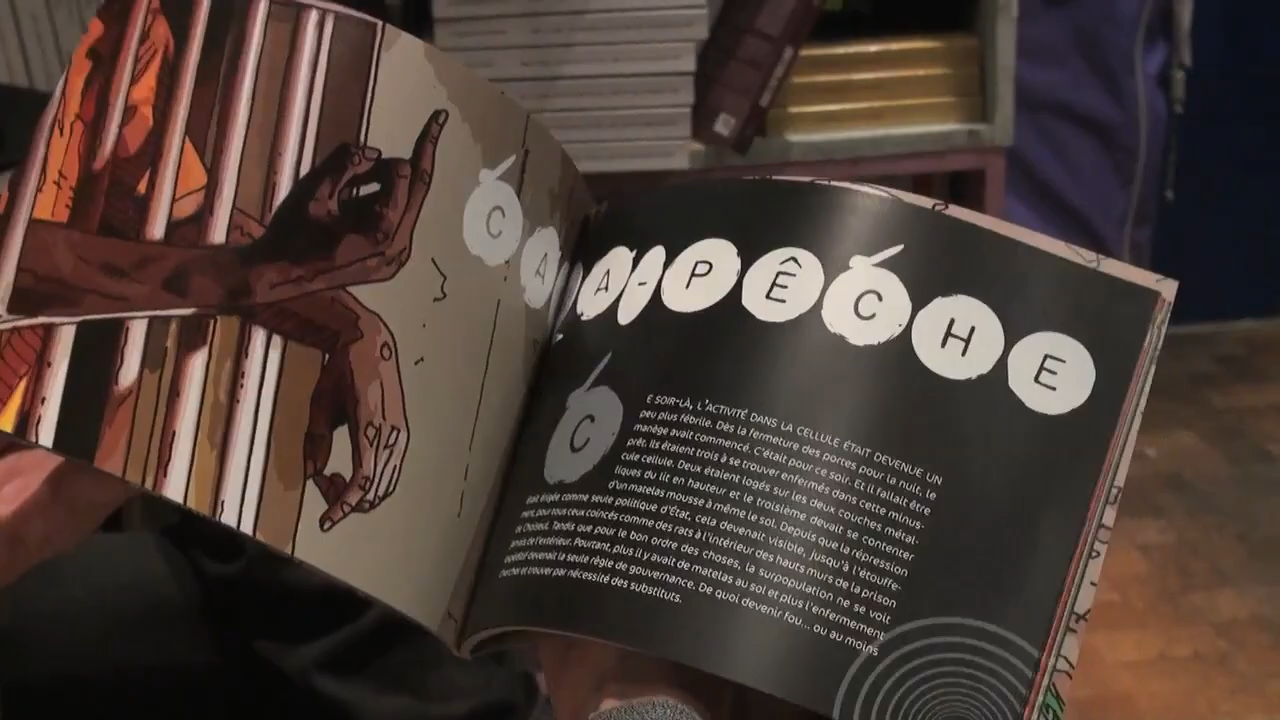 CANA-PÊCHE
CE SOIR-LÀ, L'ACTIVITÉ DANS LA CELLULE ÉTAIT DEVENUE UN
peu plus fébrile. Dès la fermeture des portes pour la nuit, le
manège avait commencé. C'était pour ce soir. Et il fallait être
prêt. Ils étaient trois à se trouver enfermés dans cette minus-
cule cellule. Deux étaient logés sur les deux couches métal-
liques du lit en hauteur et le troisième devait se contenter
d'un matelas mousse à même le sol. Depuis que la répression
était érigée comme seule politique d'État, cela devenait visible, jusqu'à l'étouffe-
ment, pour tous ceux coincés comme des rats à l'intérieur des hauts murs de la prison
de Choiseul. Tandis que pour le bon ordre des choses, la surpopulation ne se voit
jamais de l'extérieur. Pourtant, plus il y avait de matelas au sol et plus l'enfermement
répétitif devenait la seule règle de gouvernance. De quoi devenir fou... ou au moins
chercher et trouver par nécessité des substituts.